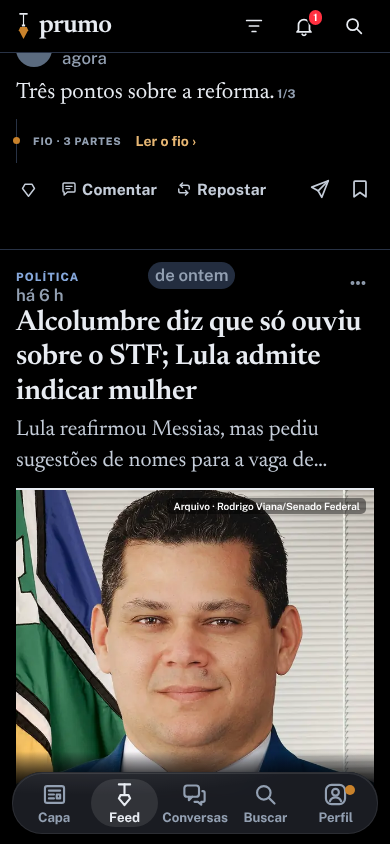 prumo
1
agora
Três pontos sobre a reforma. 1/3
FIO · 3 PARTES Ler o fio ›
Comentar Repostar
POLÍTICA de ontem
há 6 h
Alcolumbre diz que só ouviu
sobre o STF; Lula admite
indicar mulher
Lula reafirmou Messias, mas pediu
sugestões de nomes para a vaga de...
Arquivo · Rodrigo Viana/Senado Federal
Capa Feed Conversas Buscar Perfil